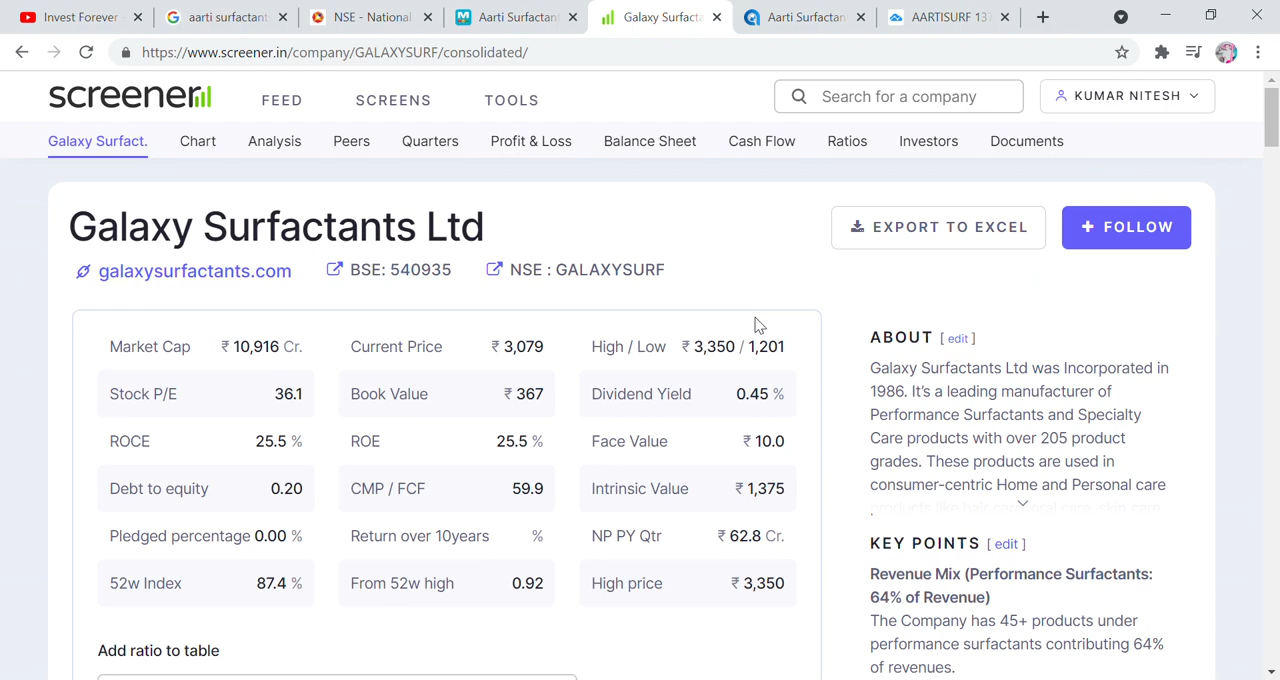 Invest Forever
aarti surfactant
NSE - National
Aarti Surfactan
Galaxy Surfacta
Aarti Surfactan
AARTISURF 137
https://www.screener.in/company/GALAXYSURF/consolidated/
screener
FEED
SCREENS
TOOLS
Search for a company
KUMAR NITESH
Galaxy Surfact.
Chart
Analysis
Peers
Quarters
Profit & Loss
Balance Sheet
Cash Flow
Ratios
Investors
Documents
Galaxy Surfactants Ltd
EXPORT TO EXCEL
FOLLOW
galaxysurfactants.com
BSE: 540935
NSE : GALAXYSURF
Market Cap ₹ 10,916 Cr.
Current Price ₹ 3,079
High / Low ₹ 3,350 / 1,201
Stock P/E 36.1
Book Value ₹ 367
Dividend Yield 0.45 %
ROCE 25.5 %
ROE 25.5 %
Face Value ₹ 10.0
Debt to equity 0.20
CMP / FCF 59.9
Intrinsic Value ₹ 1,375
Pledged percentage 0.00 %
Return over 10years %
NP PY Qtr ₹ 62.8 Cr.
52w Index 87.4 %
From 52w high 0.92
High price ₹ 3,350
Add ratio to table
ABOUT [ edit ]
Galaxy Surfactants Ltd was Incorporated in
1986. It's a leading manufacturer of
Performance Surfactants and Specialty
Care products with over 205 product
grades. These products are used in
consumer-centric Home and Personal care
products like hair care, oral care, skin care,
KEY POINTS [ edit ]
Revenue Mix (Performance Surfactants:
64% of Revenue)
The Company has 45+ products under
performance surfactants contributing 64%
of revenues.